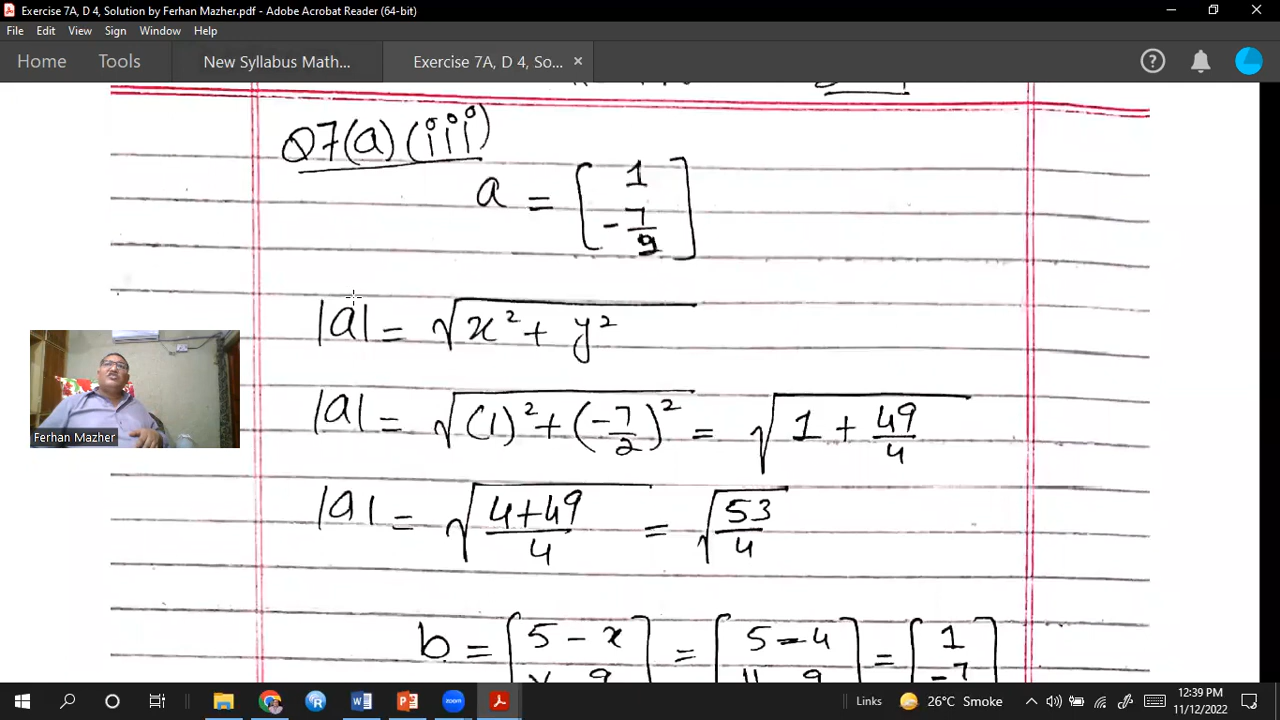 Exercise 7A, D 4, Solution by Ferhan Mazher.pdf - Adobe Acrobat Reader (64-bit)
File Edit View Sign Window Help
Home Tools New Syllabus Math... Exercise 7A, D 4, So... ×
Q7(a)(iii)
a = [1
-7/9]
|a| = √x² + y²
|a| = √(1)² + (-7/2)² = √1 + 49/4
|a| = √4+49/4 = √53/4
b = [5 - x = [5 - 4 = [1
-7
Ferhan Mazher
Links 26°C Smoke 12:39 PM
11/12/2022